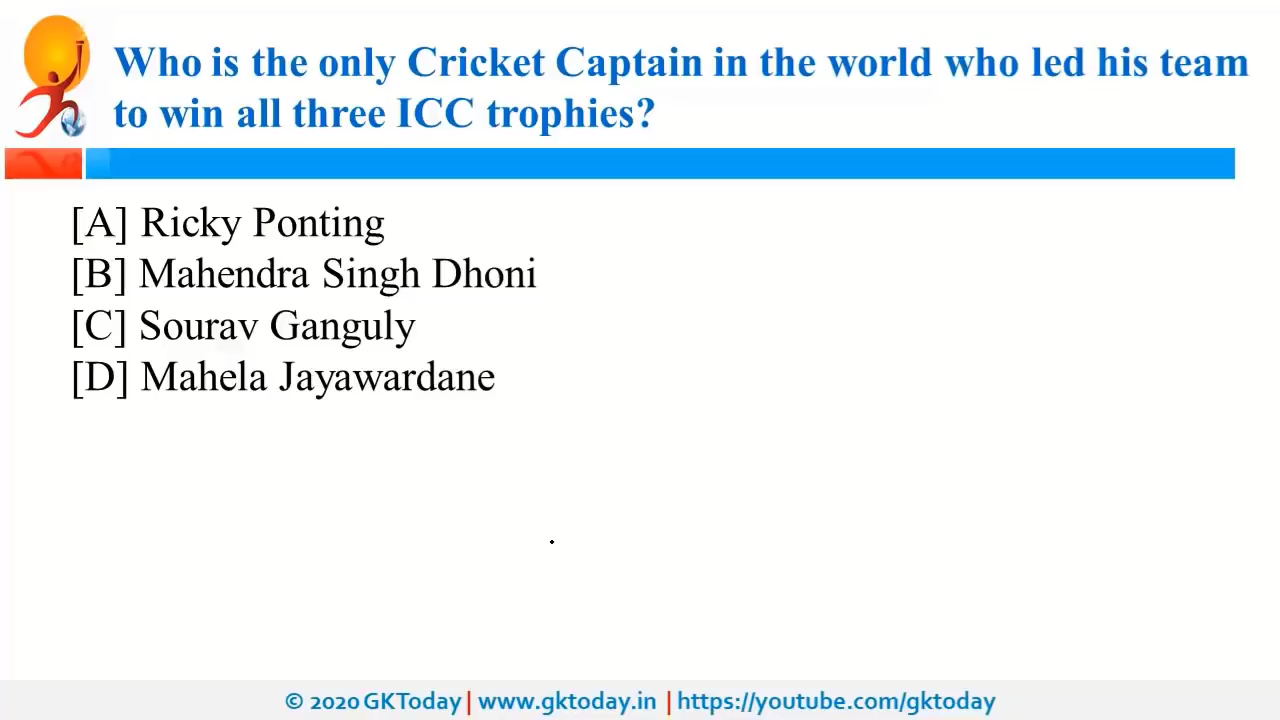 Who is the only Cricket Captain in the world who led his team
to win all three ICC trophies?
[A] Ricky Ponting
[B] Mahendra Singh Dhoni
[C] Sourav Ganguly
[D] Mahela Jayawardane
© 2020 GKToday | www.gktoday.in | https://youtube.com/gktoday